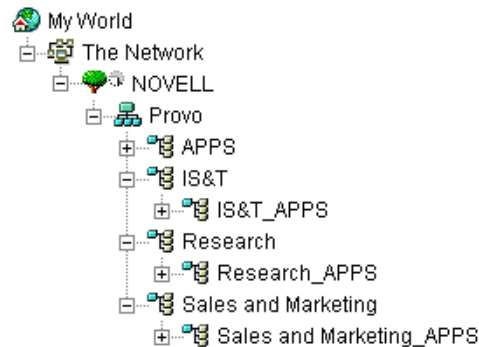 My World
The Network
NOVELL
Provo
APPS
IS&T
IS&T_APPS
Research
Research_APPS
Sales and Marketing
Sales and Marketing_APPS